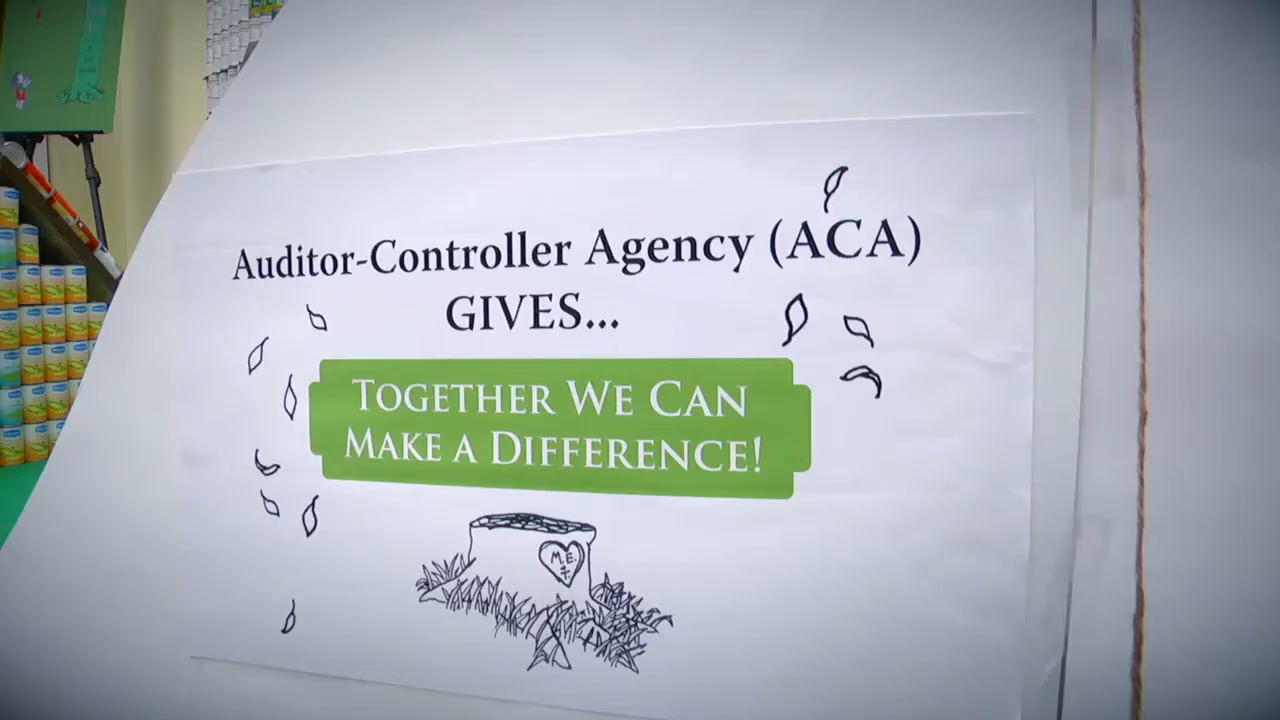 Auditor-Controller Agency (ACA)
GIVES...
TOGETHER WE CAN
MAKE A DIFFERENCE!
M.E.
+
T